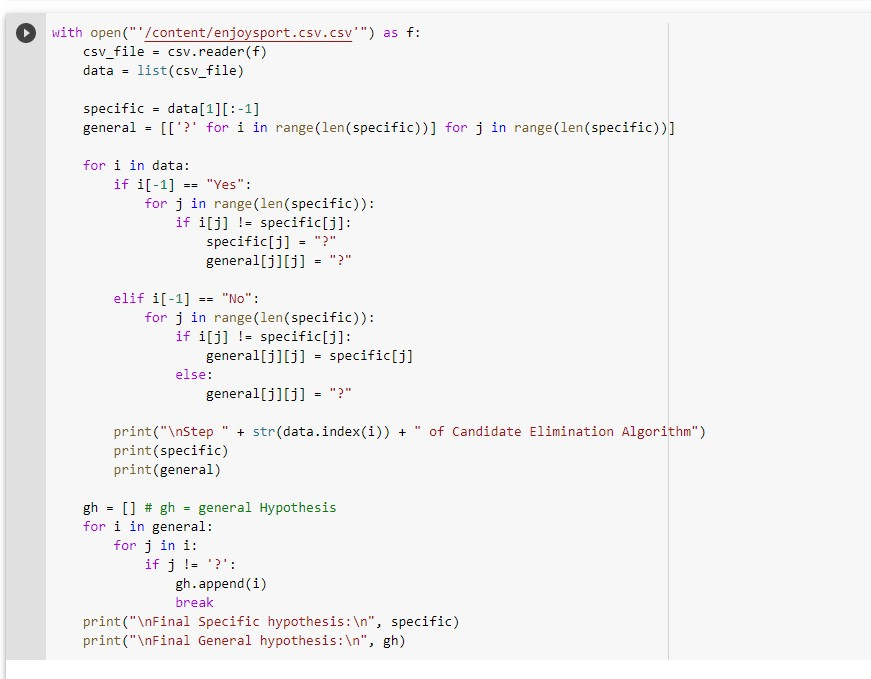 with open("'/content/enjoysport.csv.csv'") as f:
    csv_file = csv.reader(f)
    data = list(csv_file)

    specific = data[1][:-1]
    general = [['?' for i in range(len(specific))] for j in range(len(specific))]

    for i in data:
        if i[-1] == "Yes":
            for j in range(len(specific)):
                if i[j] != specific[j]:
                    specific[j] = "?"
                    general[j][j] = "?"

        elif i[-1] == "No":
            for j in range(len(specific)):
                if i[j] != specific[j]:
                    general[j][j] = specific[j]
                else:
                    general[j][j] = "?"

        print("\nStep " + str(data.index(i)) + " of Candidate Elimination Algorithm")
        print(specific)
        print(general)

    gh = [] # gh = general Hypothesis
    for i in general:
        for j in i:
            if j != '?':
                gh.append(i)
                break
    print("\nFinal Specific hypothesis:\n", specific)
    print("\nFinal General hypothesis:\n", gh)